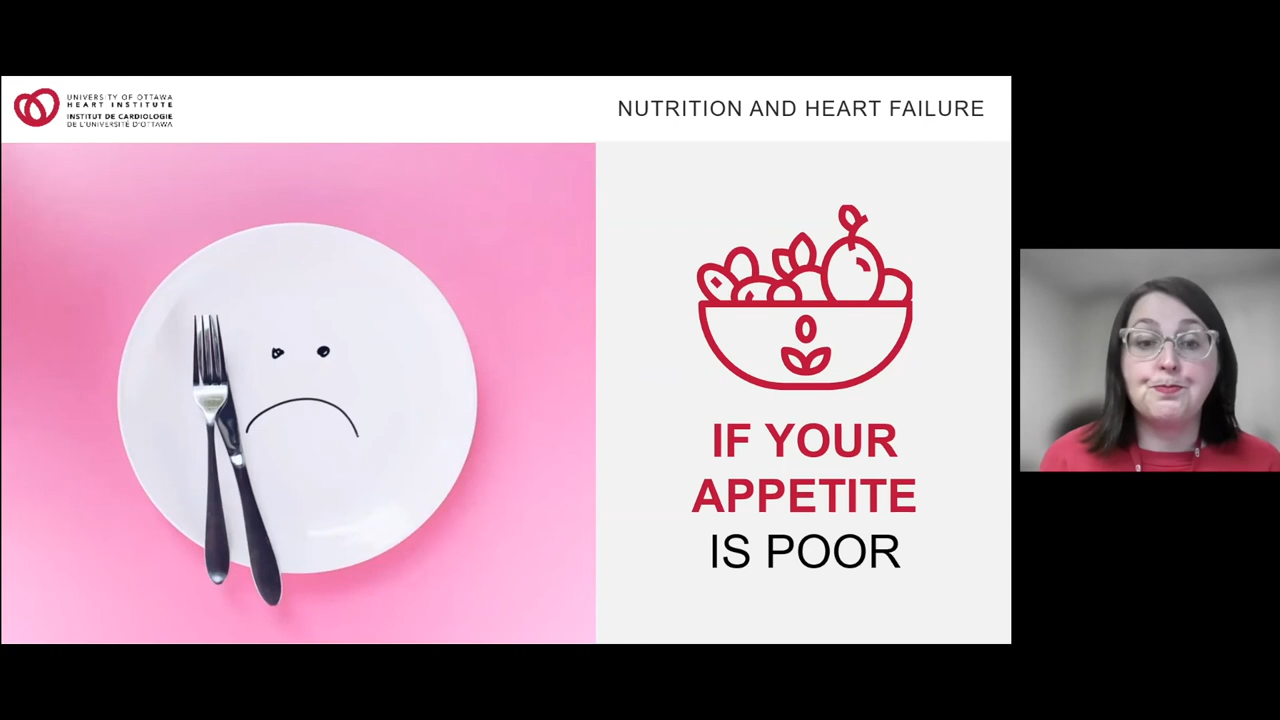 UNIVERSITY OF OTTAWA
HEART INSTITUTE
INSTITUT DE CARDIOLOGIE
DE L'UNIVERSITÉ D'OTTAWA
NUTRITION AND HEART FAILURE
IF YOUR
APPETITE
IS POOR